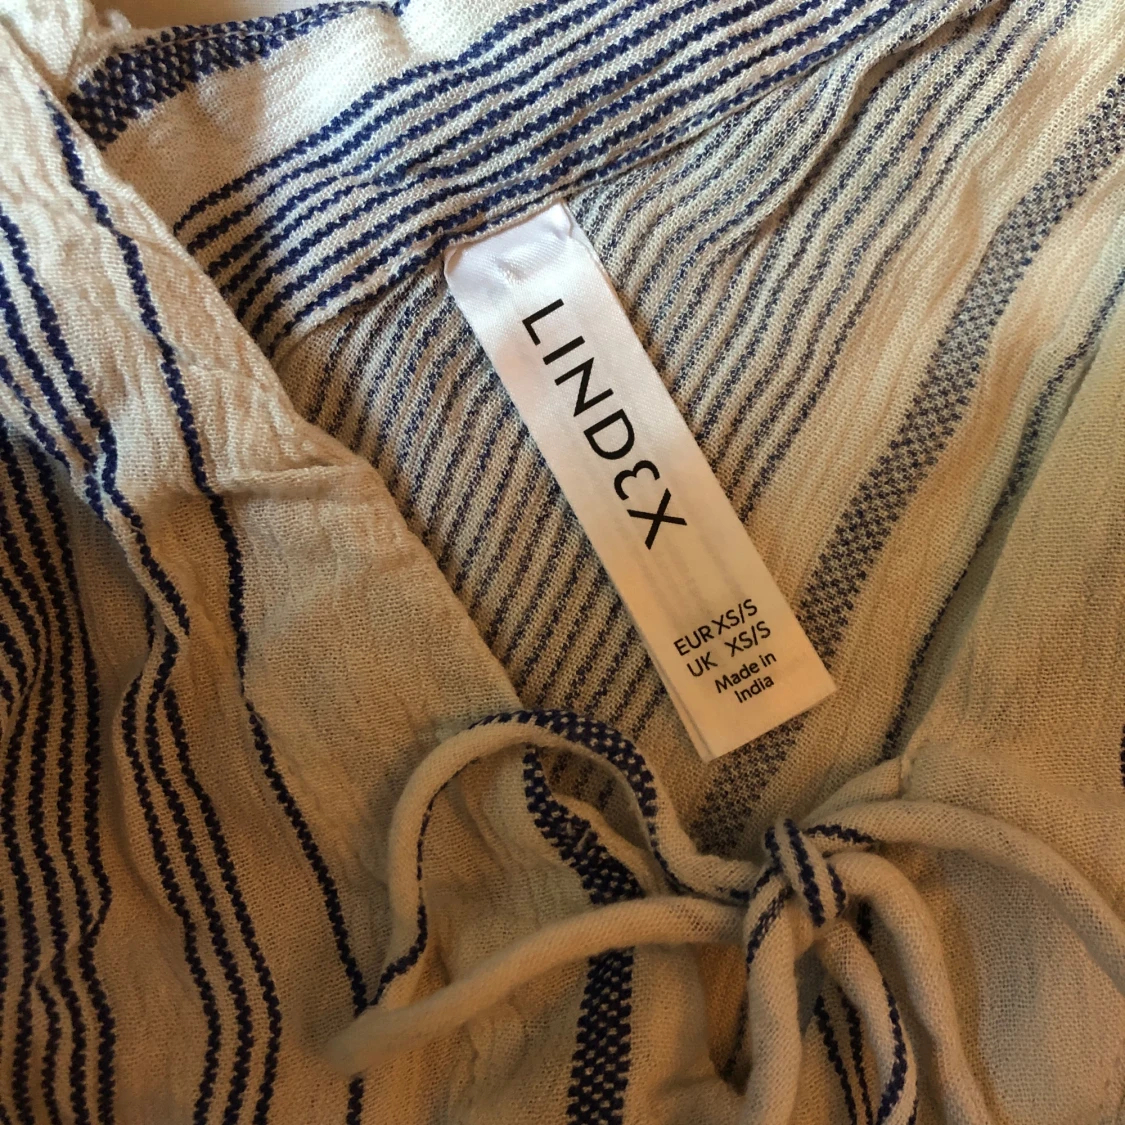 LINDEX
EUR XS/S
UK XS/S
Made in
India